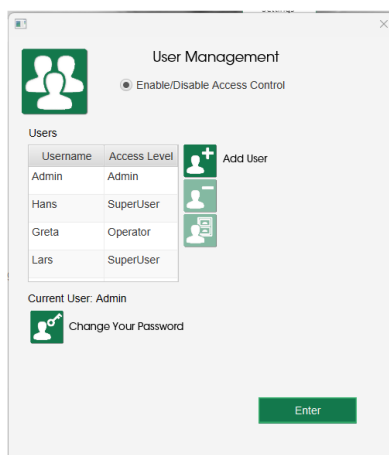 User Management
Enable/Disable Access Control
Users
Username Access Level
Admin Admin
Add User
Hans SuperUser
Greta Operator
Lars SuperUser
Current User: Admin
Change Your Password
Enter